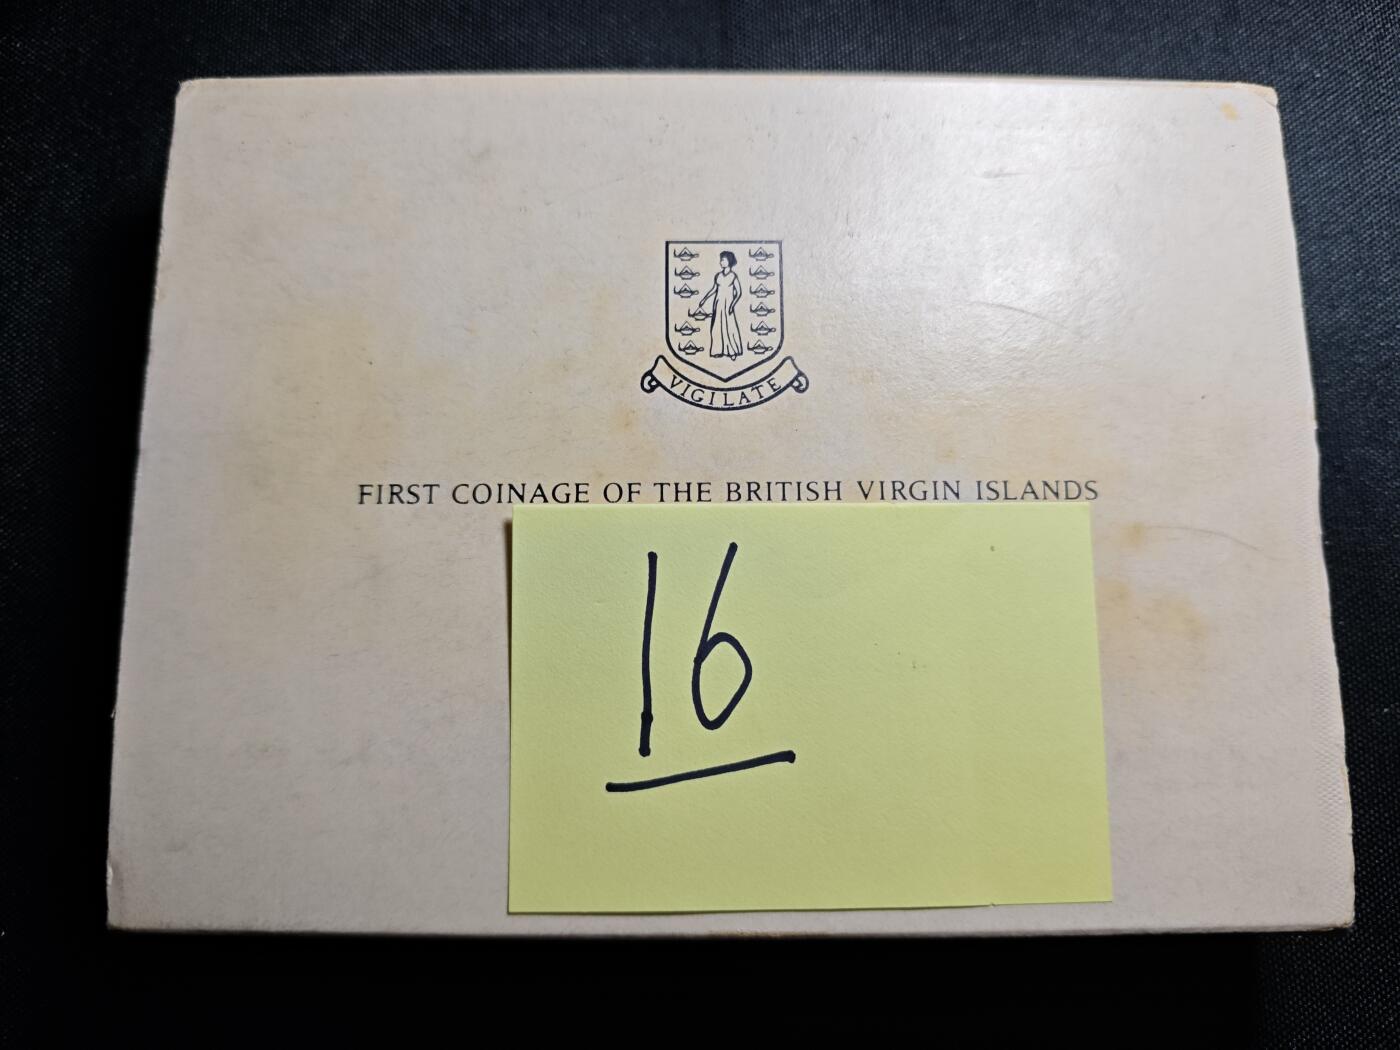 VIGILATE
FIRST COINAGE OF THE BRITISH VIRGIN ISLANDS
16